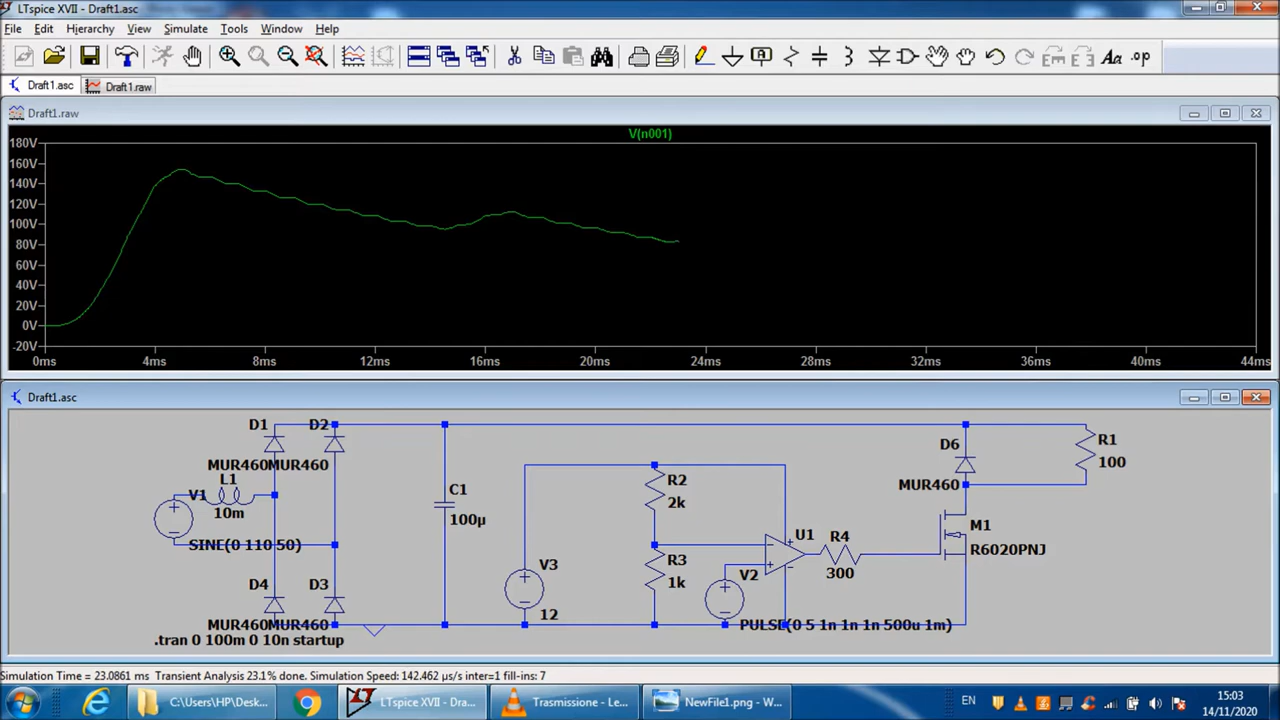 LTspice XVII - Draft1.asc
File Edit Hierarchy View Simulate Tools Window Help
Aa .op
Draft1.asc Draft1.raw
Draft1.raw
V(n001)
180V
160V
140V
120V
100V
80V
60V
40V
20V
0V
-20V
0ms 4ms 8ms 12ms 16ms 20ms 24ms 28ms 32ms 36ms 40ms 44ms
Draft1.asc
D1 D2
MUR460 MUR460
L1
10m
V1
SINE(0 110 50)
D4 D3
MUR460 MUR460
.tran 0 100m 0 10n startup
C1
100µ
V3
12
R2
2k
R3
1k
V2
PULSE(0 5 1n 1n 1n 500u 1m)
U1
R4
300
D6
MUR460
M1
R6020PNJ
R1
100
Simulation Time = 23.0861 ms Transient Analysis 23.1% done. Simulation Speed: 142.462 µs/s inter=1 fill-ins: 7
C:\Users\HP\Desk... LTspice XVII - Dra... Trasmissione - Le... NewFile1.png - W... EN 15:03
14/11/2020